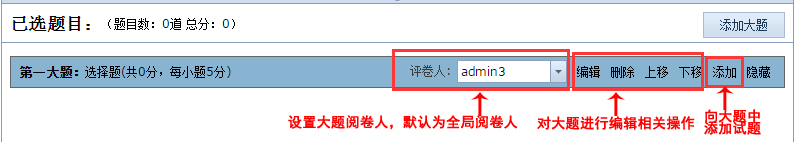 已选题目：（题目数：0道 总分：0） 添加大题
第一大题：选择题(共0分，每小题5分) 评卷人： admin3 编辑 删除 上移 下移 添加 隐藏
设置大题阅卷人，默认为全局阅卷人 对大题进行编辑相关操作 向大题中
添加试题